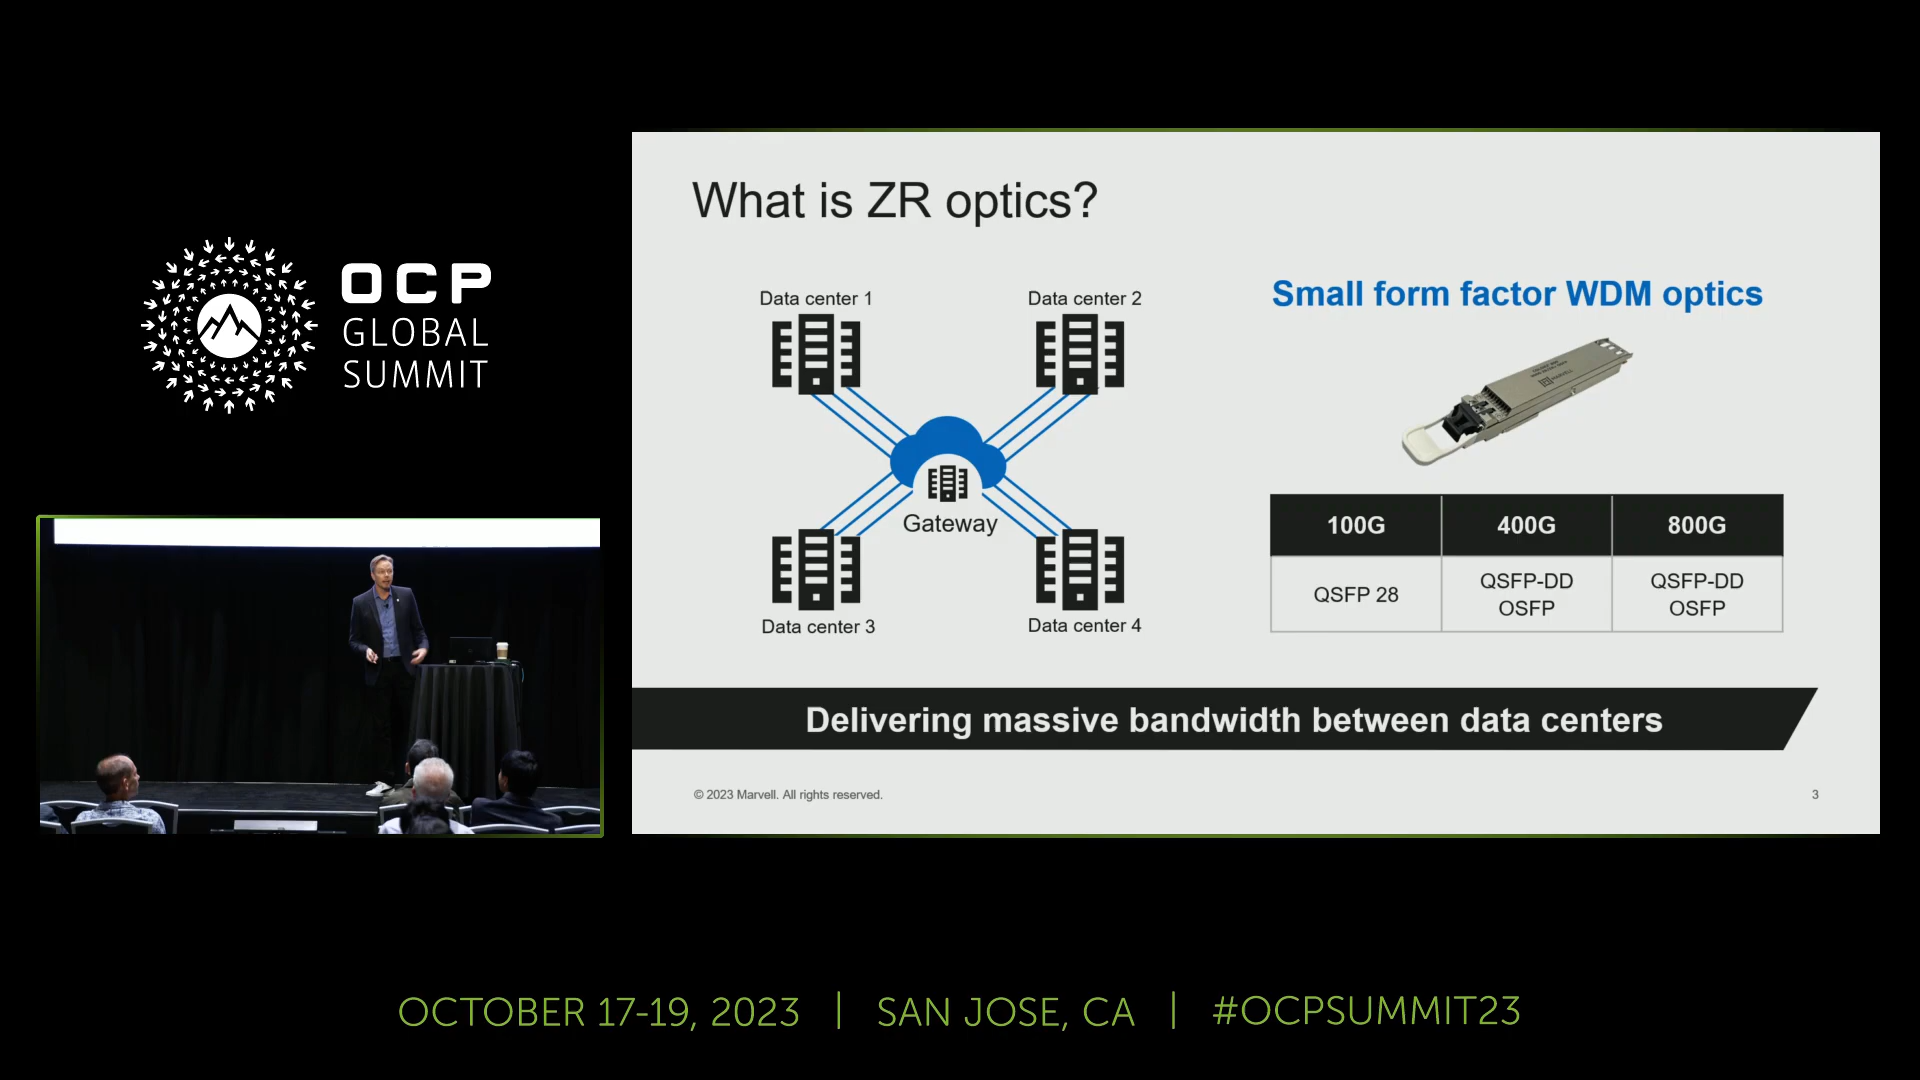 OCP
GLOBAL
SUMMIT
What is ZR optics?
Data center 1
Data center 2
Gateway
Data center 3
Data center 4
Small form factor WDM optics
100G 400G 800G
QSFP 28 QSFP-DD QSFP-DD
OSFP OSFP
Delivering massive bandwidth between data centers
© 2023 Marvell. All rights reserved.
3
OCTOBER 17-19, 2023 | SAN JOSE, CA | #OCPSUMMIT23